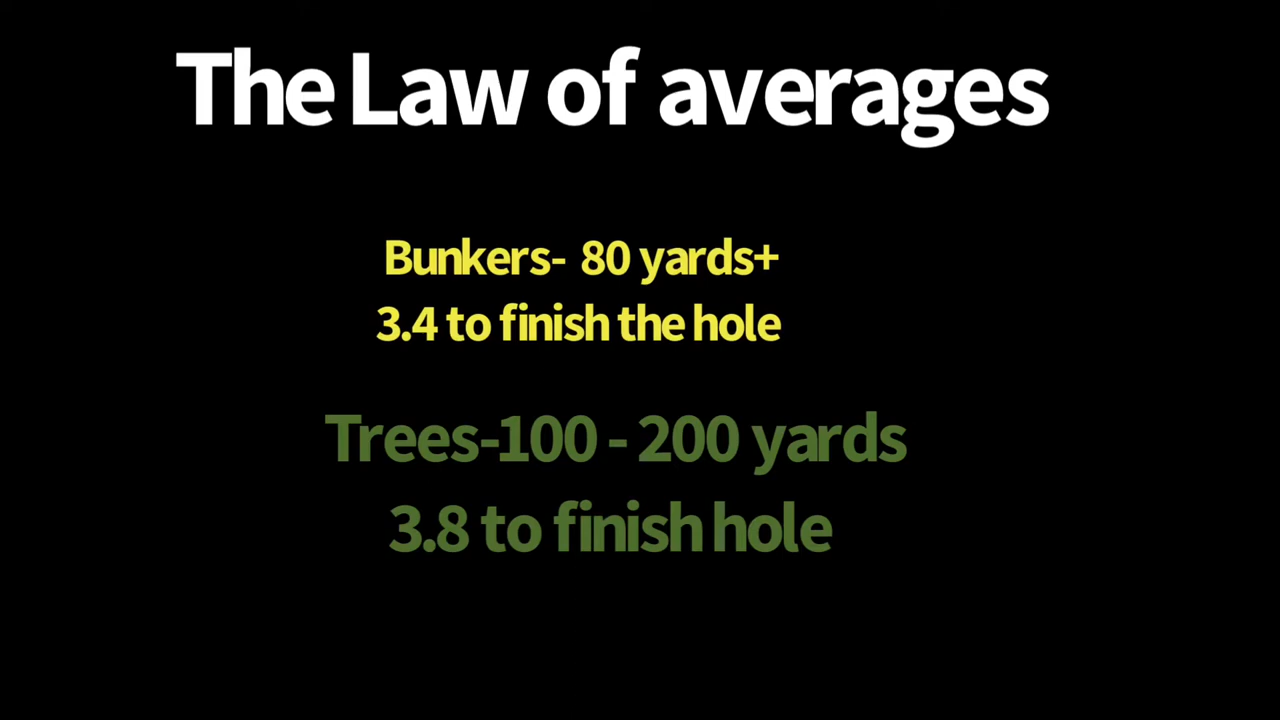 The Law of averages
Bunkers- 80 yards+
3.4 to finish the hole
Trees-100 - 200 yards
3.8 to finish hole